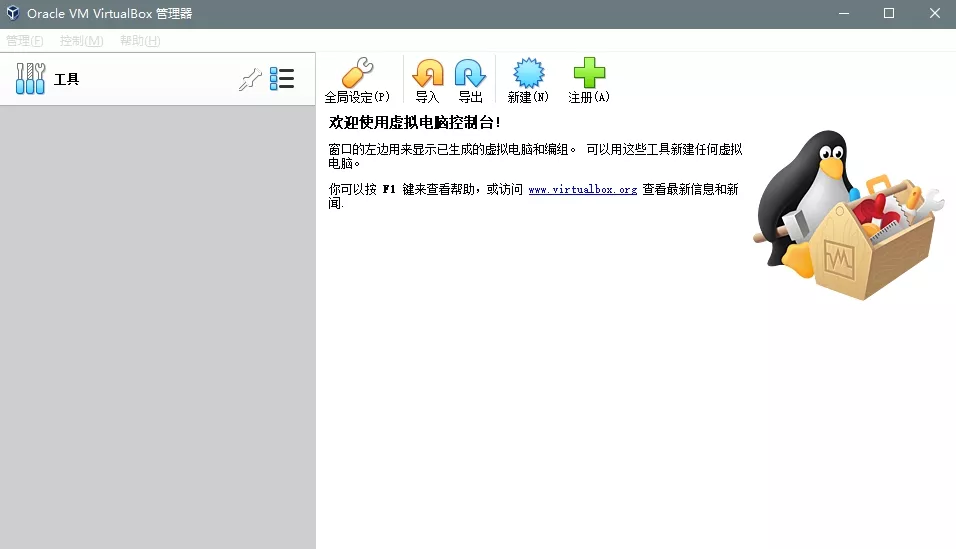 Oracle VM VirtualBox 管理器
管理(F) 控制(M) 帮助(H)
工具
全局设定(P) 导入 导出 新建(N) 注册(A)
欢迎使用虚拟电脑控制台!
窗口的左边用来显示已生成的虚拟电脑和编组。 可以用这些工具新建任何虚拟
电脑。
你可以按 F1 键来查看帮助，或访问 www.virtualbox.org 查看最新信息和新
闻.